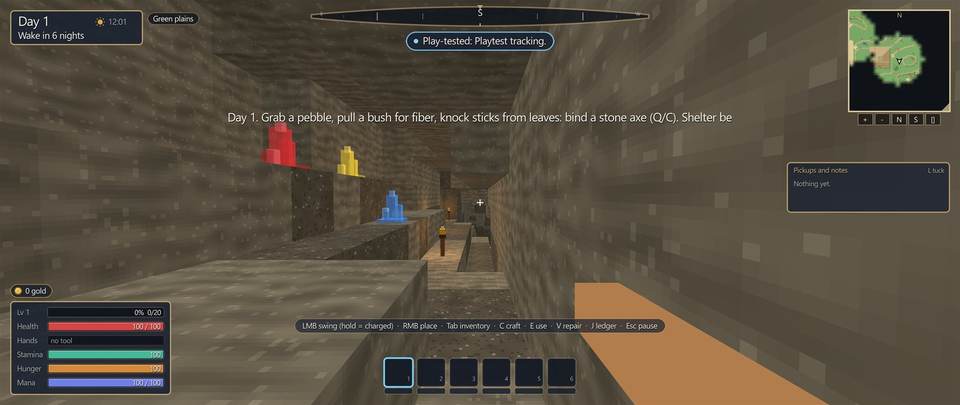 Day 1
12:01
Wake in 6 nights
Green plains
S
Play-tested: Playtest tracking.
N
+ - N S []
Day 1. Grab a pebble, pull a bush for fiber, knock sticks from leaves: bind a stone axe (Q/C). Shelter be
Pickups and notes
L tuck
Nothing yet.
0 gold
Lv 1 0% 0/20
Health 100 / 100
Hands no tool
Stamina 100
Hunger 100
Mana 100 / 100
LMB swing (hold = charged) · RMB place · Tab inventory · C craft · E use · V repair · J ledger · Esc pause
1 2 3 4 5 6